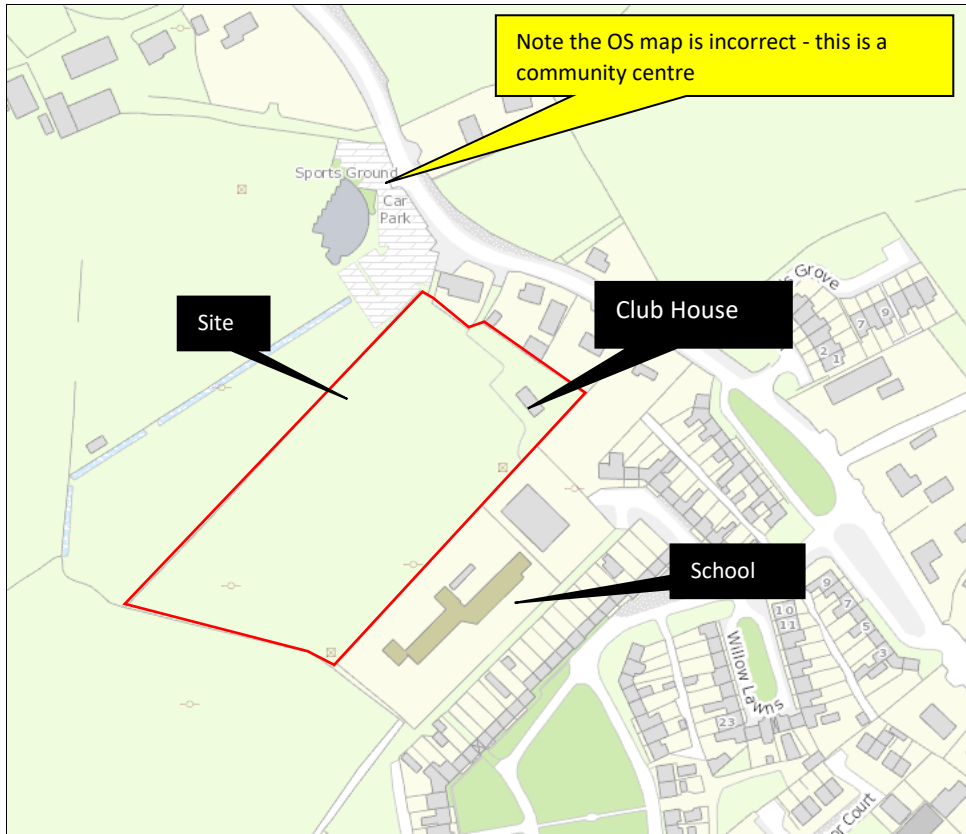 Note the OS map is incorrect - this is a
community centre
Sports Ground
Car
Park
Site
Club House
Grove
7
9
2
1
School
9
7
5
3
10
11
Willow Lawns
23
Court